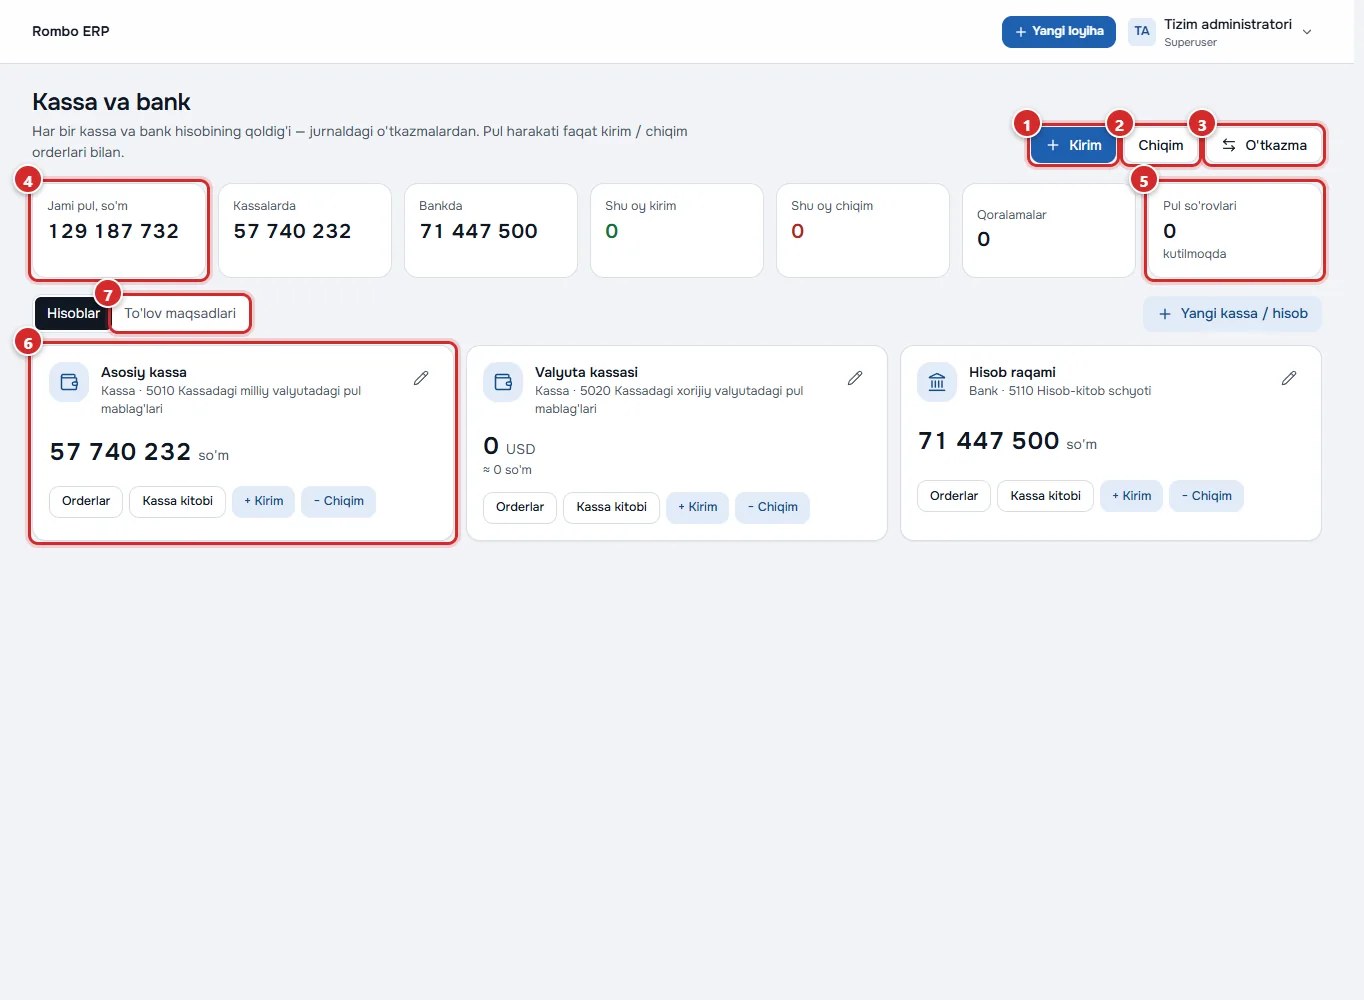 Rombo ERP
+ Yangi loyiha
TA
Tizim administratori
Superuser
Kassa va bank
Har bir kassa va bank hisobining qoldig'i — jurnaldagi o'tkazmalardan. Pul harakati faqat kirim / chiqim
orderlari bilan.
1
+ Kirim
2
Chiqim
3
O'tkazma
4
Jami pul, so'm
129 187 732
Kassalarda
57 740 232
Bankda
71 447 500
Shu oy kirim
0
Shu oy chiqim
0
Qoralamalar
0
5
Pul so'rovlari
0
kutilmoqda
Hisoblar
7
To'lov maqsadlari
+ Yangi kassa / hisob
6
Asosiy kassa
Kassa · 5010 Kassadagi milliy valyutadagi pul
mablag'lari
57 740 232 so'm
Orderlar
Kassa kitobi
+ Kirim
- Chiqim
Valyuta kassasi
Kassa · 5020 Kassadagi xorijiy valyutadagi pul
mablag'lari
0 USD
≈ 0 so'm
Orderlar
Kassa kitobi
+ Kirim
- Chiqim
Hisob raqami
Bank · 5110 Hisob-kitob schyoti
71 447 500 so'm
Orderlar
Kassa kitobi
+ Kirim
- Chiqim